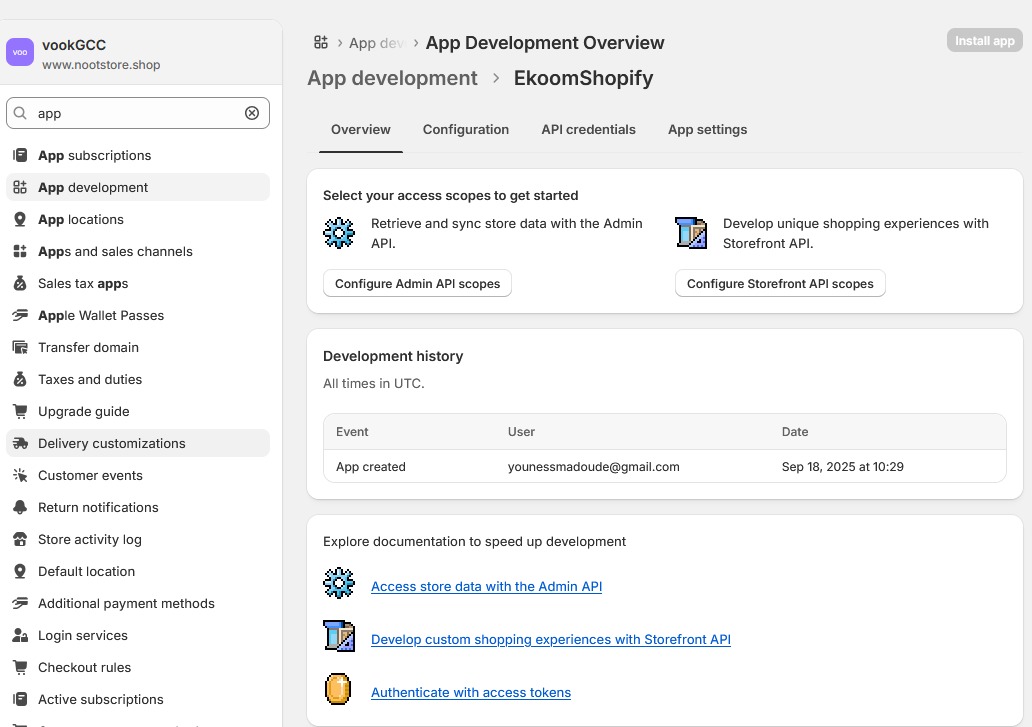 voo
vookGCC
www.nootstore.shop
app
App subscriptions
App development
App locations
Apps and sales channels
Sales tax apps
Apple Wallet Passes
Transfer domain
Taxes and duties
Upgrade guide
Delivery customizations
Customer events
Return notifications
Store activity log
Default location
Additional payment methods
Login services
Checkout rules
Active subscriptions
App dev › App Development Overview
Install app
App development › EkoomShopify
Overview Configuration API credentials App settings
Select your access scopes to get started
Retrieve and sync store data with the Admin
API.
Configure Admin API scopes
Develop unique shopping experiences with
Storefront API.
Configure Storefront API scopes
Development history
All times in UTC.
Event User Date
App created younessmadoude@gmail.com Sep 18, 2025 at 10:29
Explore documentation to speed up development
Access store data with the Admin API
Develop custom shopping experiences with Storefront API
Authenticate with access tokens